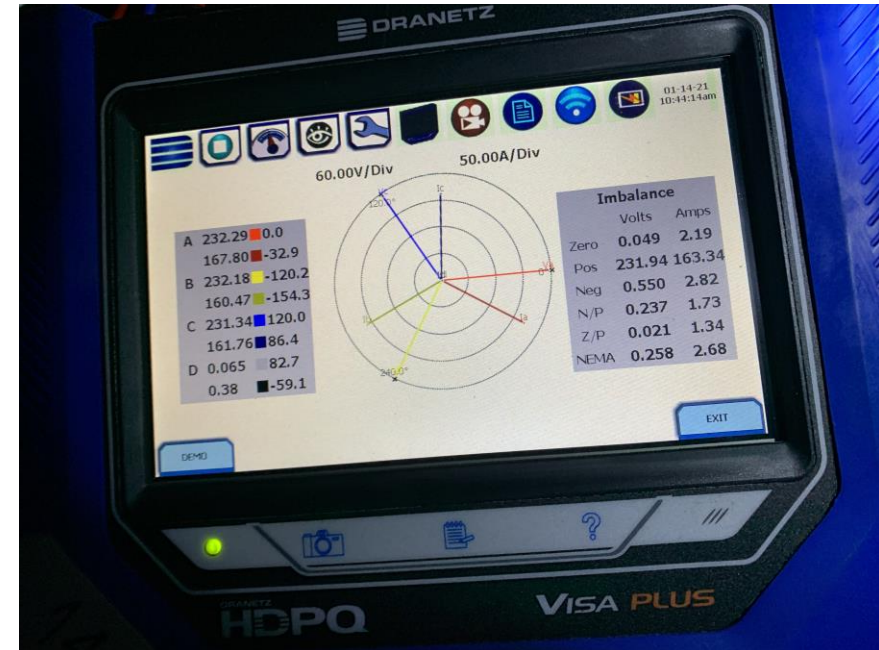 DRANETZ
01-14-21
10:44:14am
60.00V/Div 50.00A/Div
A 232.29 0.0
167.80 -32.9
B 232.18 -120.2
160.47 -154.3
C 231.34 120.0
161.76 86.4
D 0.065 82.7
0.38 -59.1
Vc
120.0°
Ic
Va
0°
Ia
Ib
240.0°
Imbalance
Volts Amps
Zero 0.049 2.19
Pos 231.94 163.34
Neg 0.550 2.82
N/P 0.237 1.73
Z/P 0.021 1.34
NEMA 0.258 2.68
DEMO
EXIT
?
DRANETZ
HDPQ
VISA PLUS